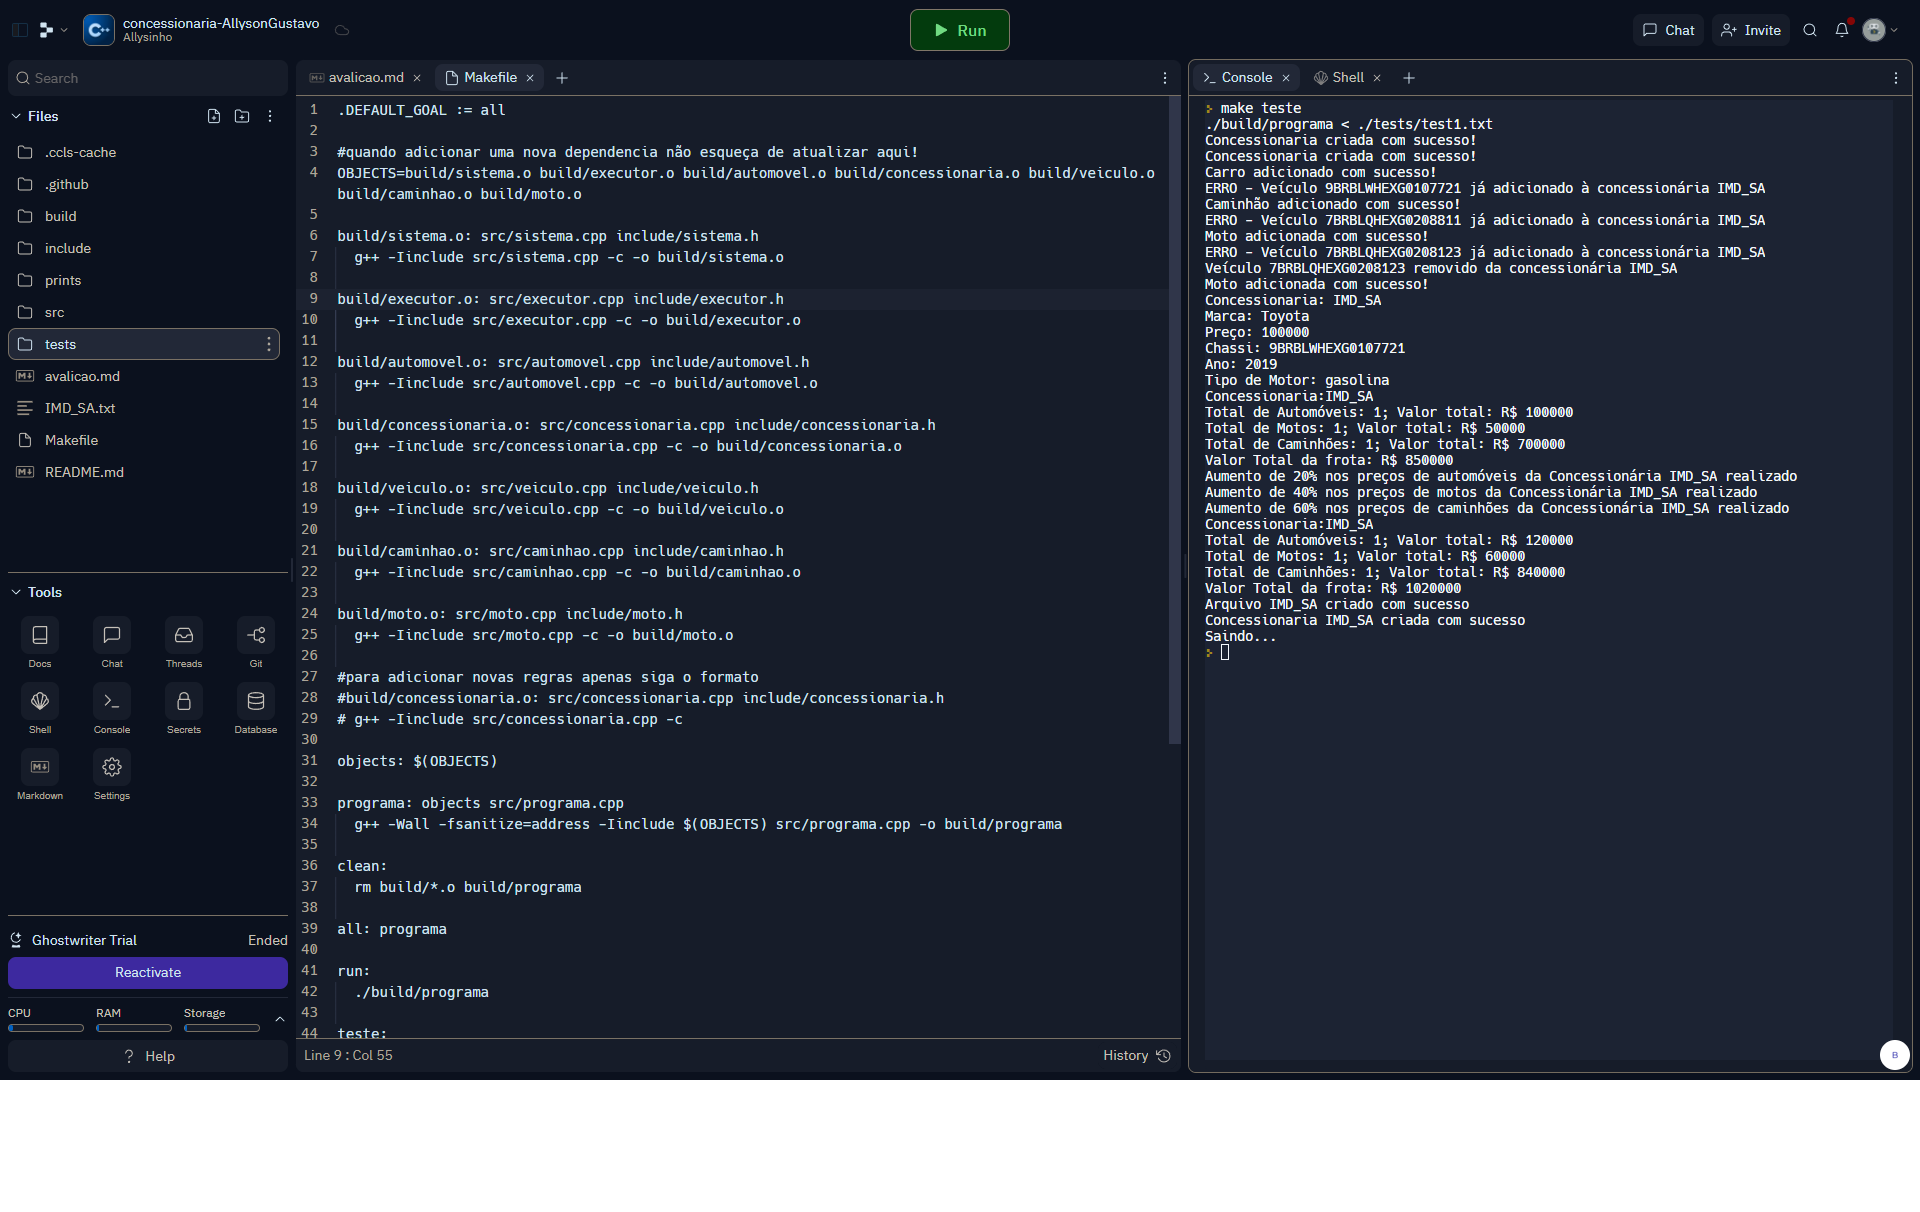 concessionaria-AllysonGustavo
Allysinho
Run
Chat
Invite
Search
Files
.ccls-cache
.github
build
include
prints
src
tests
avalicao.md
IMD_SA.txt
Makefile
README.md
Tools
Docs
Chat
Threads
Git
Shell
Console
Secrets
Database
Markdown
Settings
Ghostwriter Trial
Ended
Reactivate
CPU
RAM
Storage
? Help
avalicao.md ×
Makefile ×
1 .DEFAULT_GOAL := all
2
3 #quando adicionar uma nova dependencia não esqueça de atualizar aqui!
4 OBJECTS=build/sistema.o build/executor.o build/automovel.o build/concessionaria.o build/veiculo.o
build/caminhao.o build/moto.o
5
6 build/sistema.o: src/sistema.cpp include/sistema.h
7 g++ -Iinclude src/sistema.cpp -c -o build/sistema.o
8
9 build/executor.o: src/executor.cpp include/executor.h
10 g++ -Iinclude src/executor.cpp -c -o build/executor.o
11
12 build/automovel.o: src/automovel.cpp include/automovel.h
13 g++ -Iinclude src/automovel.cpp -c -o build/automovel.o
14
15 build/concessionaria.o: src/concessionaria.cpp include/concessionaria.h
16 g++ -Iinclude src/concessionaria.cpp -c -o build/concessionaria.o
17
18 build/veiculo.o: src/veiculo.cpp include/veiculo.h
19 g++ -Iinclude src/veiculo.cpp -c -o build/veiculo.o
20
21 build/caminhao.o: src/caminhao.cpp include/caminhao.h
22 g++ -Iinclude src/caminhao.cpp -c -o build/caminhao.o
23
24 build/moto.o: src/moto.cpp include/moto.h
25 g++ -Iinclude src/moto.cpp -c -o build/moto.o
26
27 #para adicionar novas regras apenas siga o formato
28 #build/concessionaria.o: src/concessionaria.cpp include/concessionaria.h
29 # g++ -Iinclude src/concessionaria.cpp -c
30
31 objects: $(OBJECTS)
32
33 programa: objects src/programa.cpp
34 g++ -Wall -fsanitize=address -Iinclude $(OBJECTS) src/programa.cpp -o build/programa
35
36 clean:
37 rm build/*.o build/programa
38
39 all: programa
40
41 run:
42 ./build/programa
43
44 teste:
Line 9 : Col 55
History
Console ×
Shell ×
make teste
./build/programa < ./tests/test1.txt
Concessionaria criada com sucesso!
Concessionaria criada com sucesso!
Carro adicionado com sucesso!
ERRO - Veículo 9BRBLWHEXG0107721 já adicionado à concessionária IMD_SA
Caminhão adicionado com sucesso!
ERRO - Veículo 7BRBLQHEXG0208811 já adicionado à concessionária IMD_SA
Moto adicionada com sucesso!
ERRO - Veículo 7BRBLQHEXG0208123 já adicionado à concessionária IMD_SA
Veículo 7BRBLQHEXG0208123 removido da concessionária IMD_SA
Moto adicionada com sucesso!
Concessionaria: IMD_SA
Marca: Toyota
Preço: 100000
Chassi: 9BRBLWHEXG0107721
Ano: 2019
Tipo de Motor: gasolina
Concessionaria:IMD_SA
Total de Automóveis: 1; Valor total: R$ 100000
Total de Motos: 1; Valor total: R$ 50000
Total de Caminhões: 1; Valor total: R$ 700000
Valor Total da frota: R$ 850000
Aumento de 20% nos preços de automóveis da Concessionária IMD_SA realizado
Aumento de 40% nos preços de motos da Concessionária IMD_SA realizado
Aumento de 60% nos preços de caminhões da Concessionária IMD_SA realizado
Concessionaria:IMD_SA
Total de Automóveis: 1; Valor total: R$ 120000
Total de Motos: 1; Valor total: R$ 60000
Total de Caminhões: 1; Valor total: R$ 840000
Valor Total da frota: R$ 1020000
Arquivo IMD_SA criado com sucesso
Concessionaria IMD_SA criada com sucesso
Saindo...
B